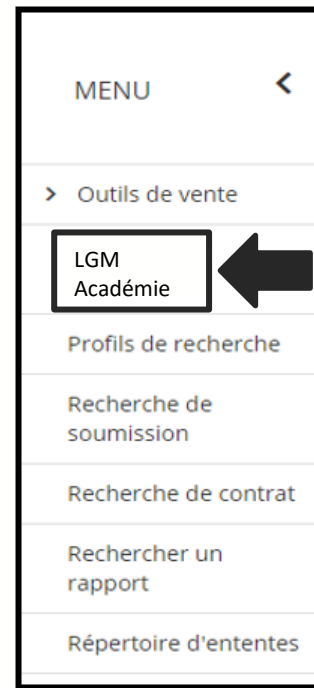 MENU
Outils de vente
LGM
Académie
Profils de recherche
Recherche de
soumission
Recherche de contrat
Rechercher un
rapport
Répertoire d'ententes